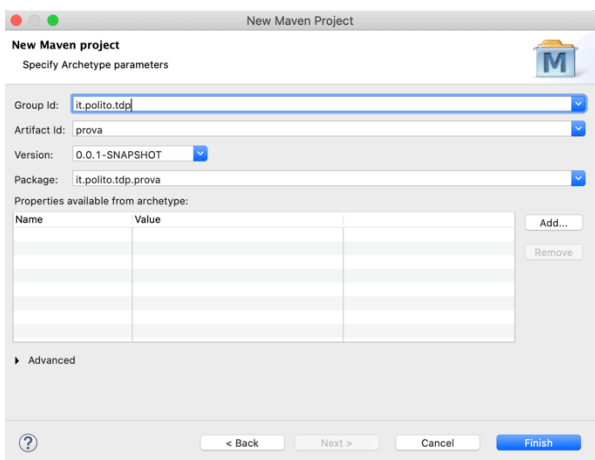 New Maven Project
New Maven project
Specify Archetype parameters
M
Group Id: it.polito.tdp
Artifact Id: prova
Version: 0.0.1-SNAPSHOT
Package: it.polito.tdp.prova
Properties available from archetype:
Name Value
Add...
Remove
Advanced
? < Back Next > Cancel Finish